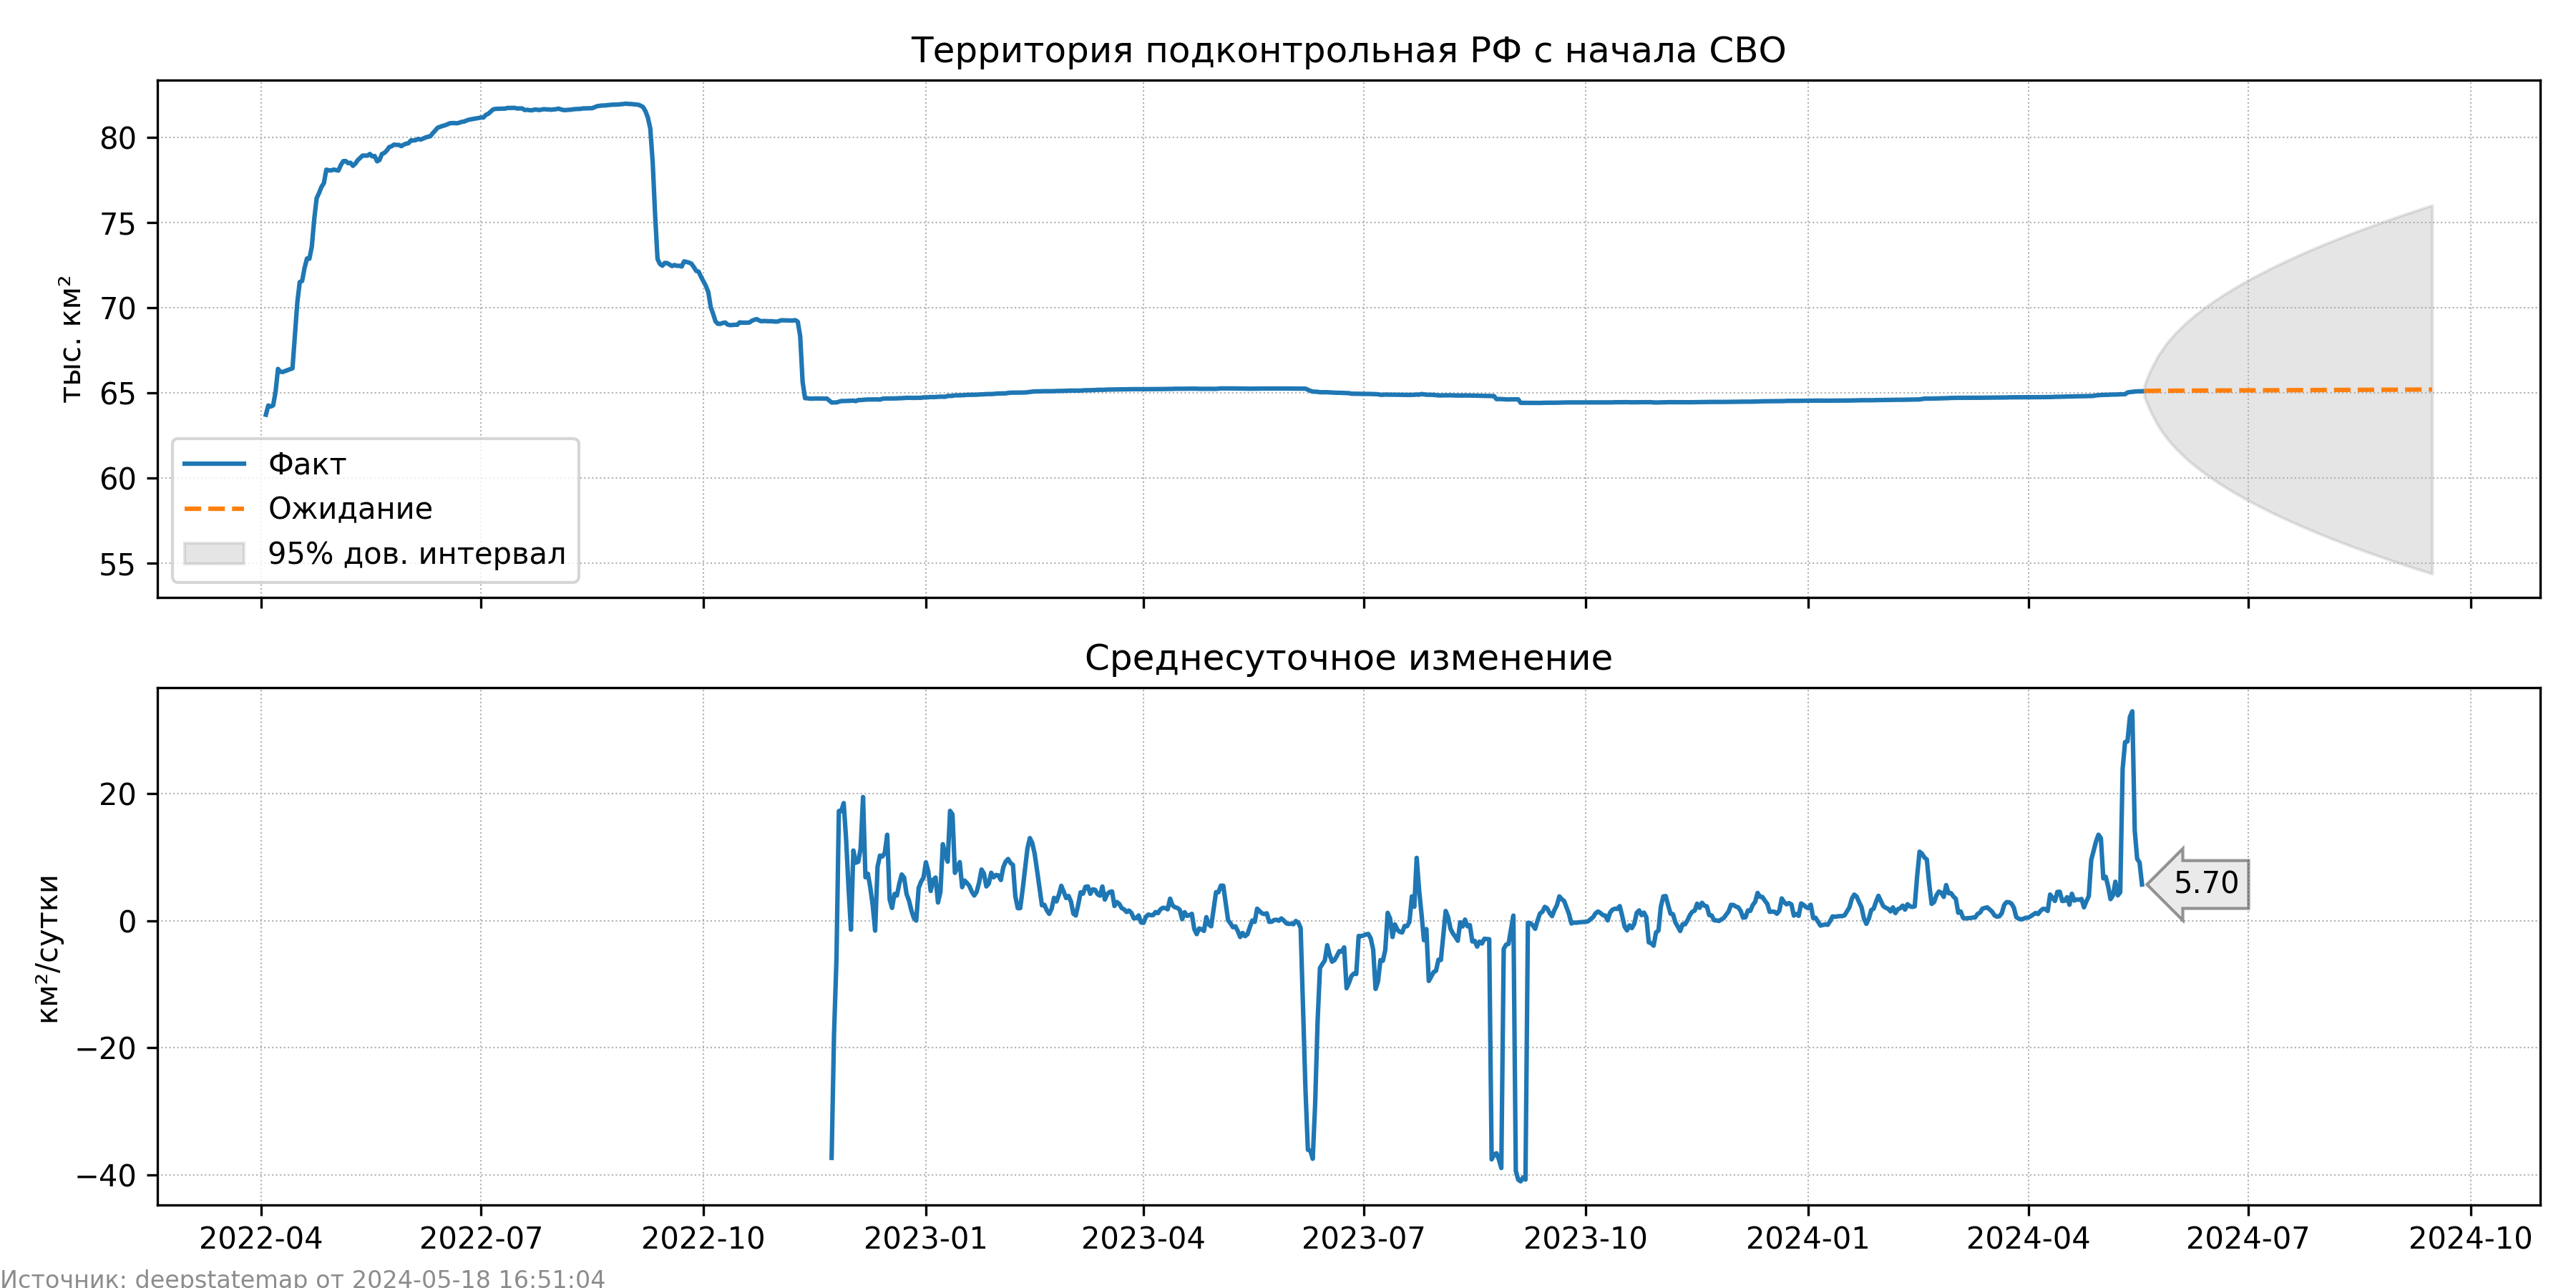 Территория подконтрольная РФ с начала СВО
80
75
70
65
60
55
тыс. км²
Факт
Ожидание
95% дов. интервал
Среднесуточное изменение
20
0
−20
−40
км²/сутки
5.70
2022-04 2022-07 2022-10 2023-01 2023-04 2023-07 2023-10 2024-01 2024-04 2024-07 2024-10
Источник: deepstatemap от 2024-05-18 16:51:04